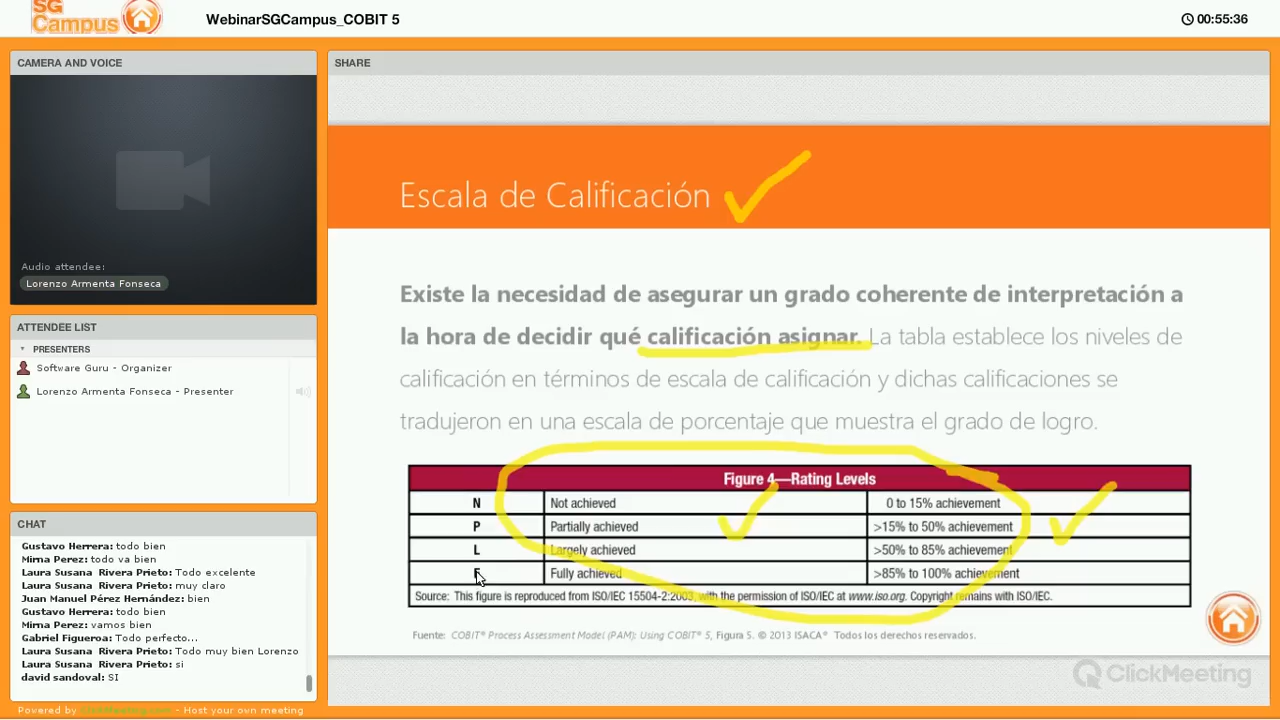 SG
Campus
WebinarSGCampus_COBIT 5
00:55:36
CAMERA AND VOICE
Audio attendee:
Lorenzo Armenta Fonseca
ATTENDEE LIST
PRESENTERS
Software Guru - Organizer
Lorenzo Armenta Fonseca - Presenter
CHAT
Gustavo Herrera: todo bien
Mirna Perez: todo va bien
Laura Susana Rivera Prieto: Todo excelente
Laura Susana Rivera Prieto: muy claro
Juan Manuel Pérez Hernández: bien
Gustavo Herrera: todo bien
Mirna Perez: vamos bien
Gabriel Figueroa: Todo perfecto...
Laura Susana Rivera Prieto: Todo muy bien Lorenzo
Laura Susana Rivera Prieto: si
david sandoval: SI
Powered by ClickMeeting.com - Host your own meeting
SHARE
Escala de Calificación
Existe la necesidad de asegurar un grado coherente de interpretación a
la hora de decidir qué calificación asignar. La tabla establece los niveles de
calificación en términos de escala de calificación y dichas calificaciones se
tradujeron en una escala de porcentaje que muestra el grado de logro.
Figure 4—Rating Levels
N Not achieved 0 to 15% achievement
P Partially achieved >15% to 50% achievement
L Largely achieved >50% to 85% achievement
F Fully achieved >85% to 100% achievement
Source: This figure is reproduced from ISO/IEC 15504-2:2003, with the permission of ISO/IEC at www.iso.org. Copyright remains with ISO/IEC.
Fuente: COBIT® Process Assessment Model (PAM): Using COBIT® 5, Figura 5. © 2013 ISACA® Todos los derechos reservados.
ClickMeeting